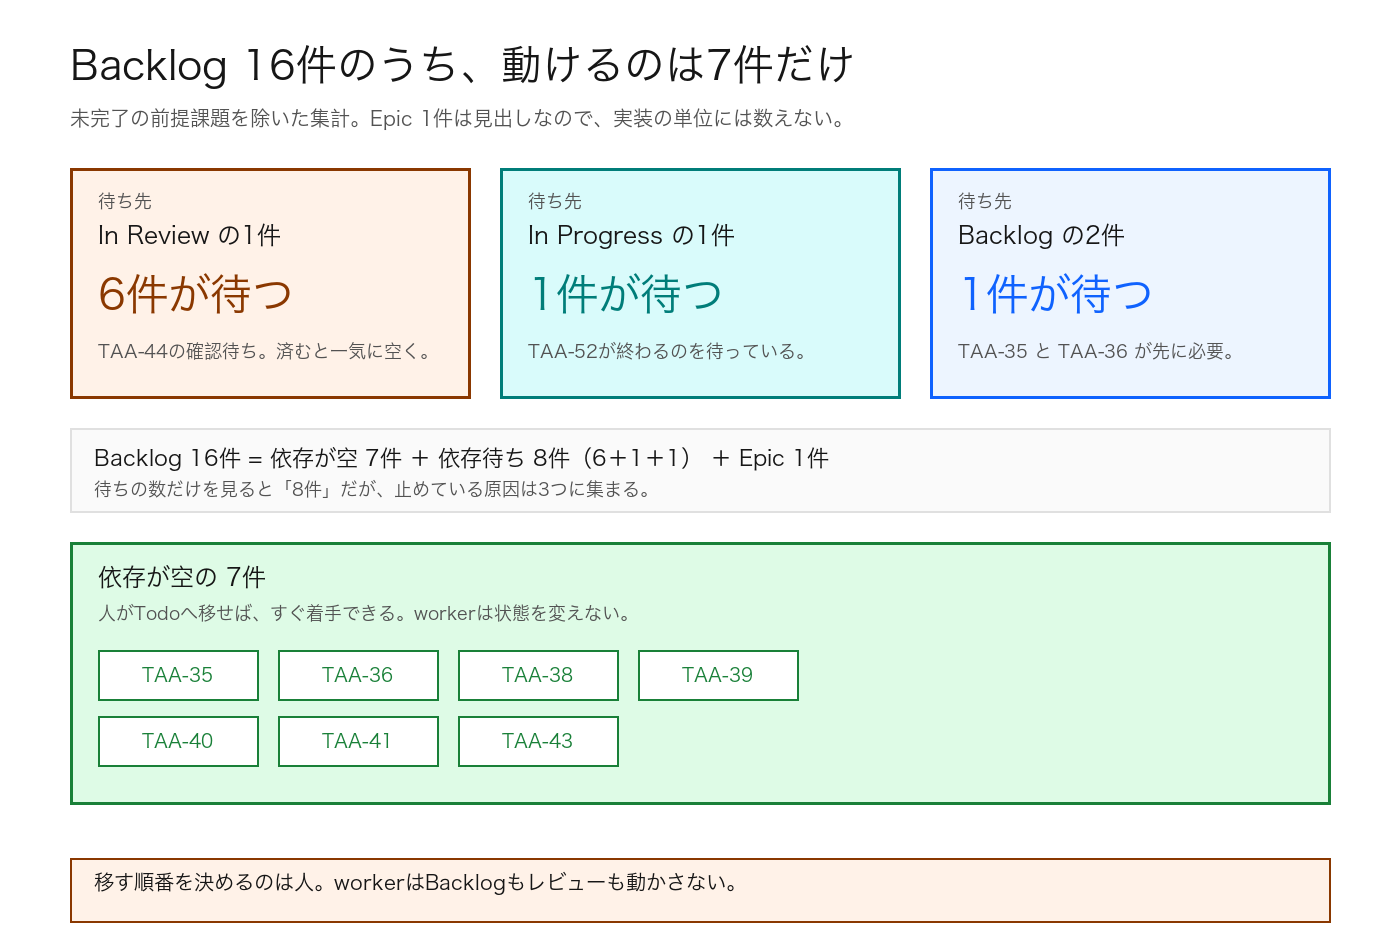 Backlog 16件のうち、動けるのは7件だけ
未完了の前提課題を除いた集計。Epic 1件は見出しなので、実装の単位には数えない。
待ち先
In Review の1件
6件が待つ
TAA-44の確認待ち。済むと一気に空く。
待ち先
In Progress の1件
1件が待つ
TAA-52が終わるのを待っている。
待ち先
Backlog の2件
1件が待つ
TAA-35 と TAA-36 が先に必要。
Backlog 16件 = 依存が空 7件 ＋ 依存待ち 8件（6＋1＋1） ＋ Epic 1件
待ちの数だけを見ると「8件」だが、止めている原因は3つに集まる。
依存が空の 7件
人がTodoへ移せば、すぐ着手できる。workerは状態を変えない。
TAA-35
TAA-36
TAA-38
TAA-39
TAA-40
TAA-41
TAA-43
移す順番を決めるのは人。workerはBacklogもレビューも動かさない。